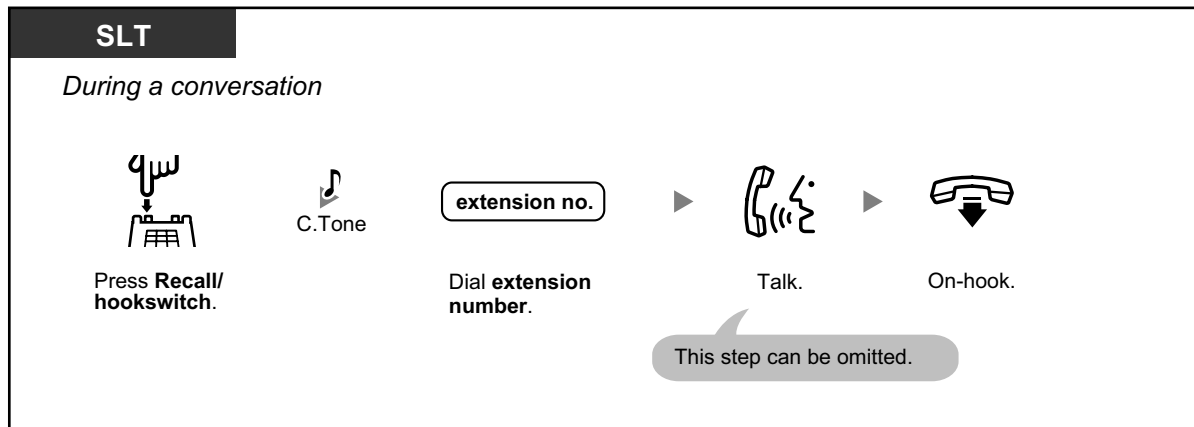 SLT
During a conversation
C.Tone
extension no.
Press Recall/
hookswitch.
Dial extension
number.
Talk.
On-hook.
This step can be omitted.